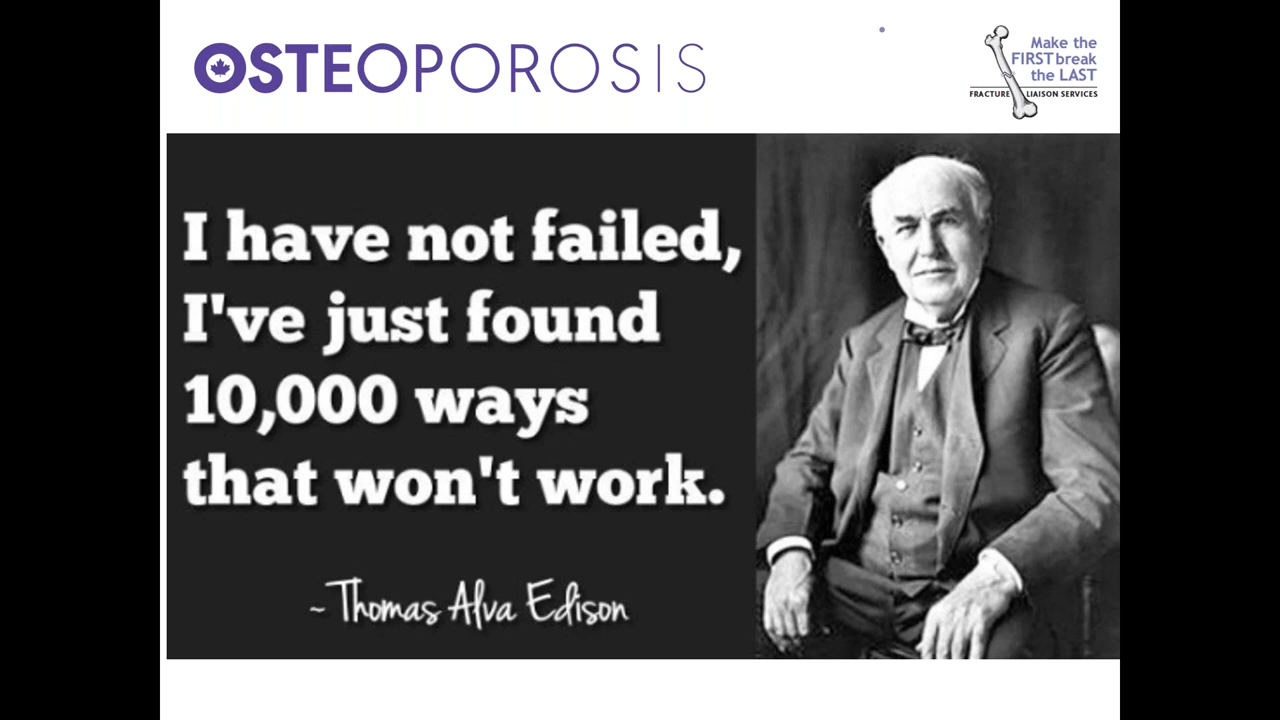 OSTEOPOROSIS
Make the
FIRST break
the LAST
FRACTURE LIAISON SERVICES
I have not failed,
I've just found
10,000 ways
that won't work.
~Thomas Alva Edison